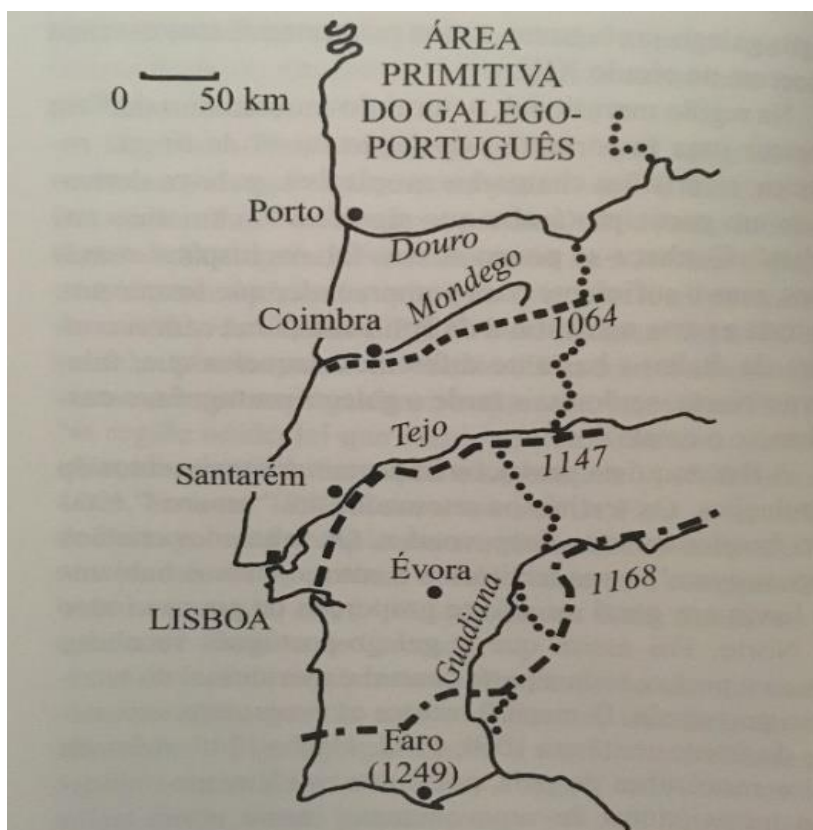 ÁREA
PRIMITIVA
DO GALEGO-
PORTUGUÊS
0 50 km
Porto
Douro
Mondego
Coimbra
1064
Tejo
1147
Santarém
Évora
1168
LISBOA
Guadiana
Faro
(1249)